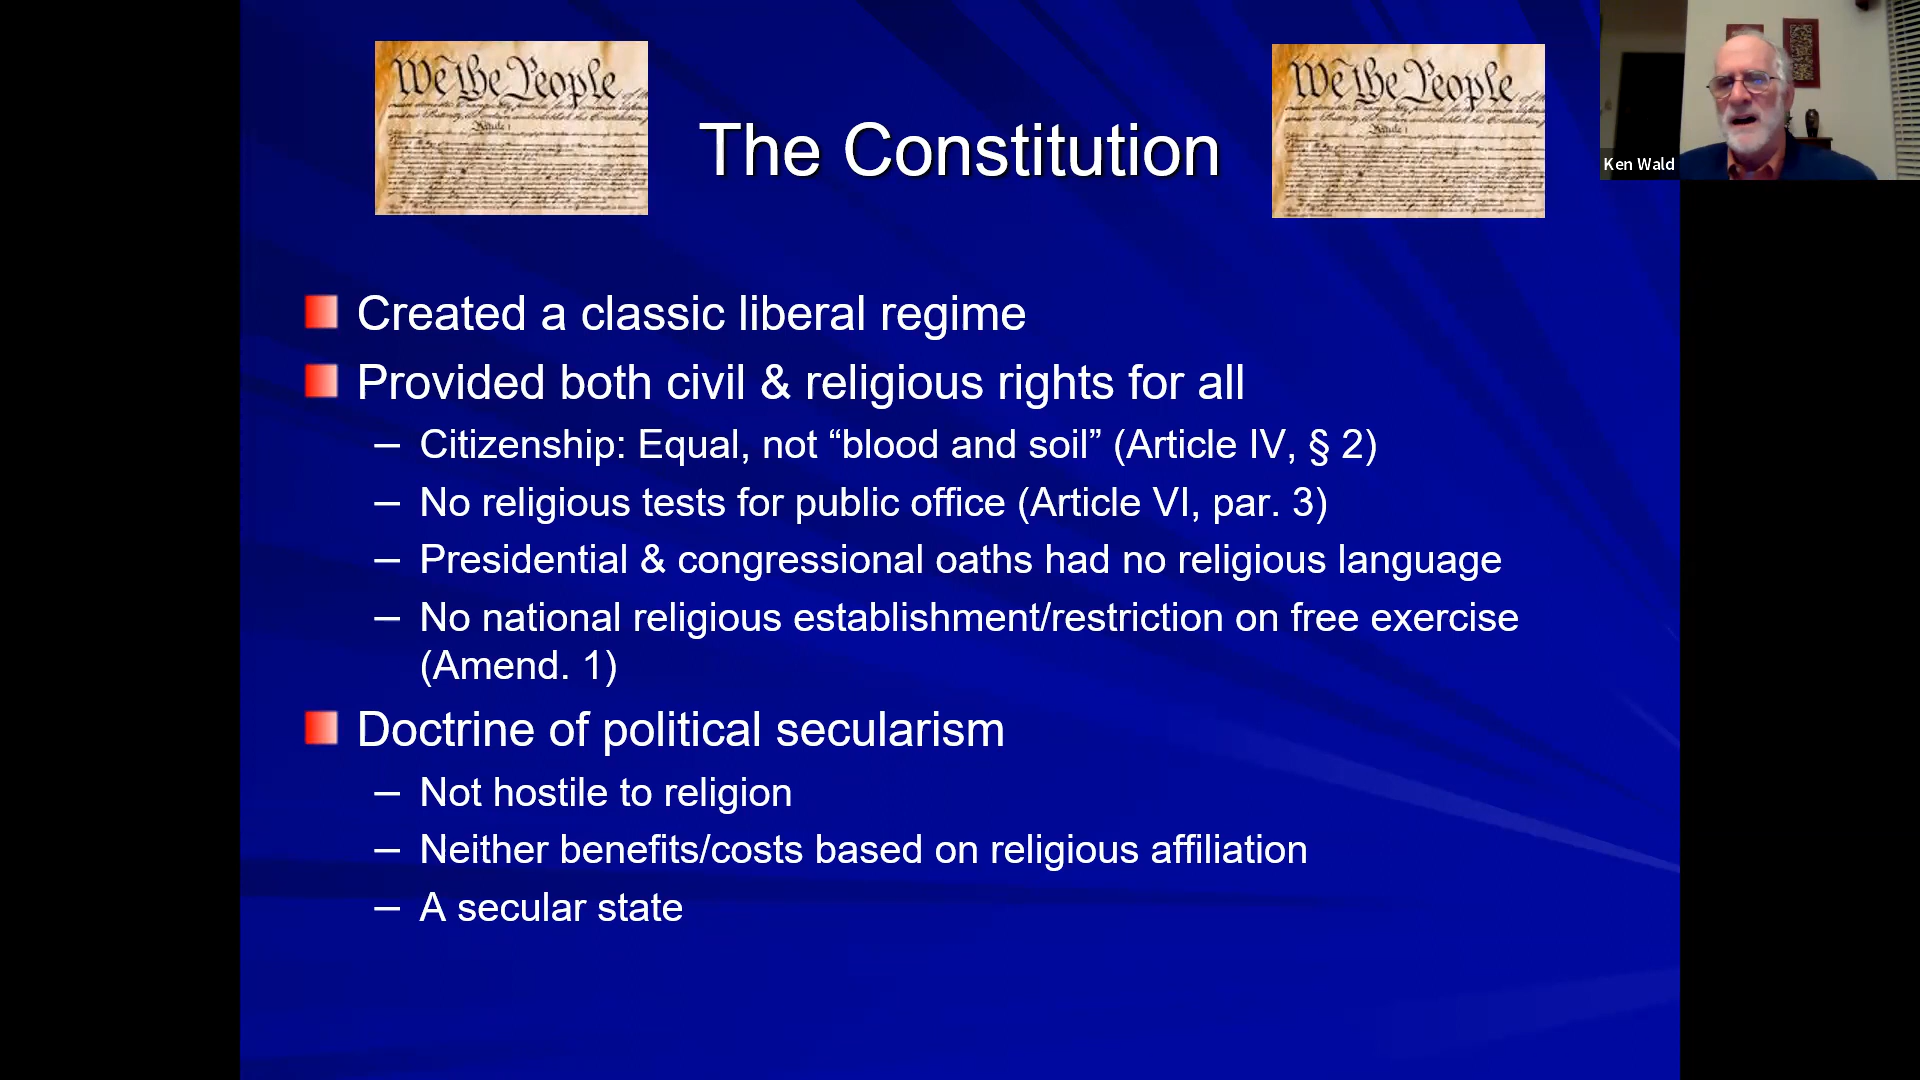 We the People
Article I
We the People
Article I
The Constitution
Ken Wald
Created a classic liberal regime
Provided both civil & religious rights for all
– Citizenship: Equal, not “blood and soil” (Article IV, § 2)
– No religious tests for public office (Article VI, par. 3)
– Presidential & congressional oaths had no religious language
– No national religious establishment/restriction on free exercise
(Amend. 1)
Doctrine of political secularism
– Not hostile to religion
– Neither benefits/costs based on religious affiliation
– A secular state